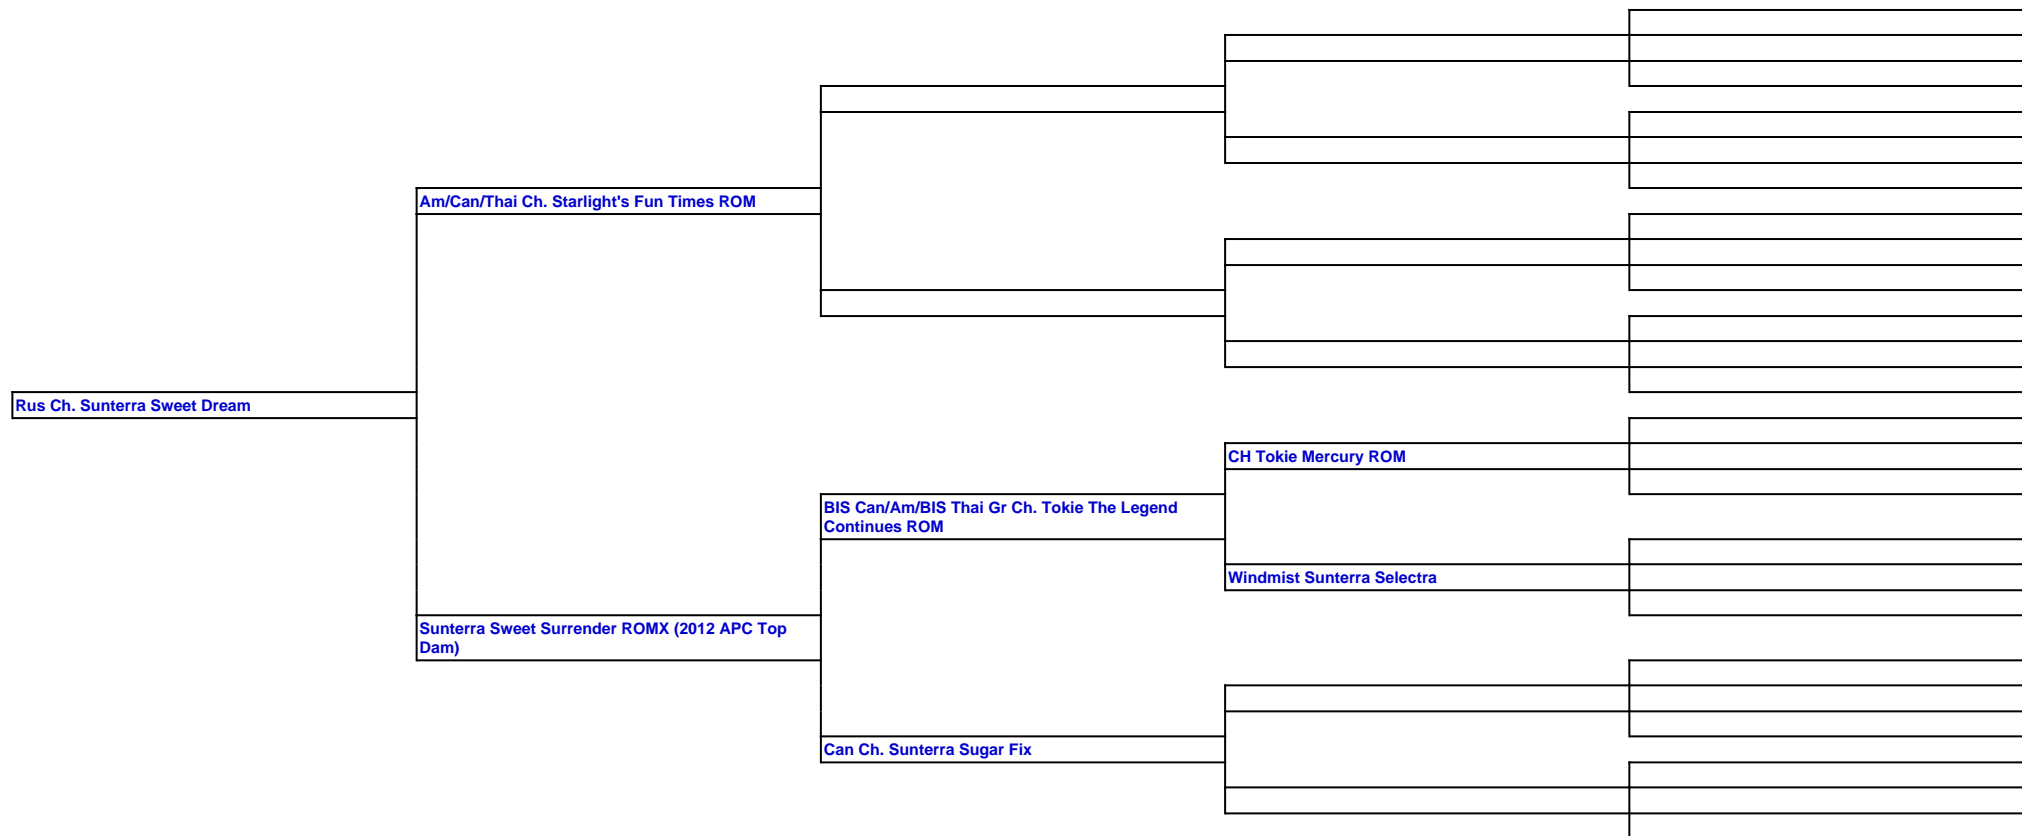 Am/Can/Thai Ch. Starlight's Fun Times ROM
Rus Ch. Sunterra Sweet Dream
CH Tokie Mercury ROM
BIS Can/Am/BIS Thai Gr Ch. Tokie The Legend
Continues ROM
Windmist Sunterra Selectra
Sunterra Sweet Surrender ROMX (2012 APC Top
Dam)
Can Ch. Sunterra Sugar Fix